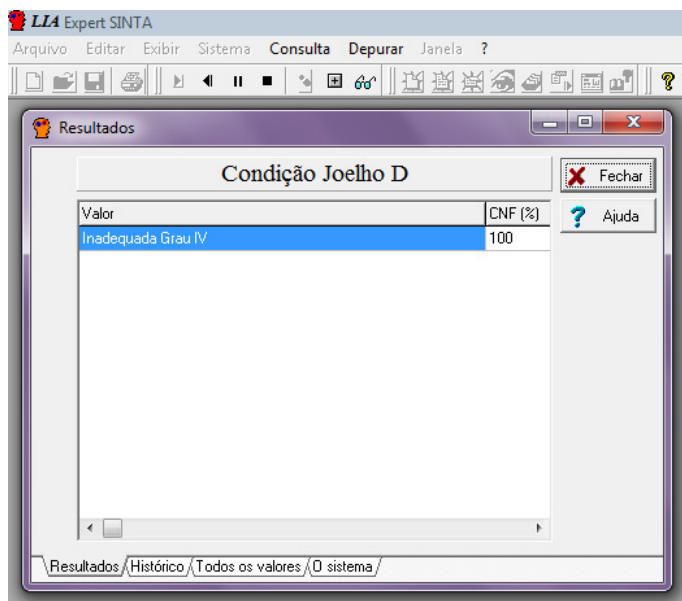 LIA Expert SINTA
Arquivo Editar Exibir Sistema Consulta Depurar Janela ?
Resultados
Condição Joelho D
Fechar
Valor CNF (%)
Ajuda
Inadequada Grau IV 100
Resultados Histórico Todos os valores O sistema